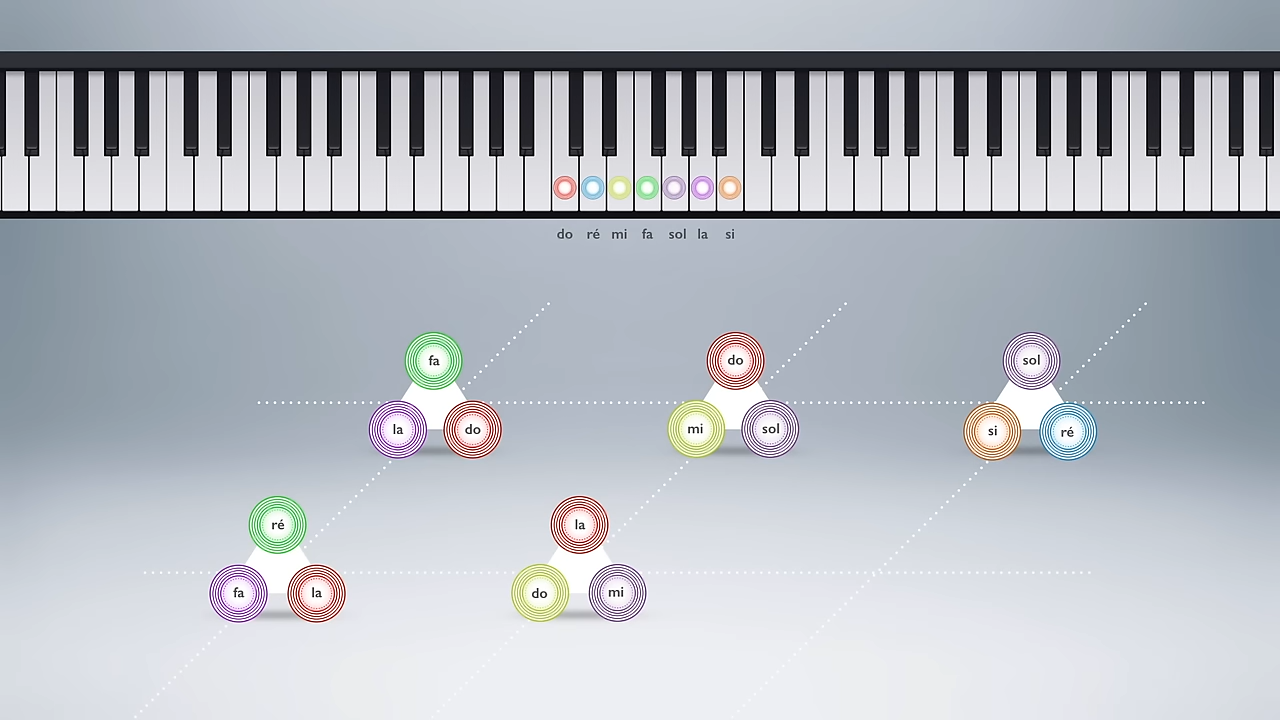 do ré mi fa sol la si
fa do sol
la do mi sol si ré
ré la
fa la do mi